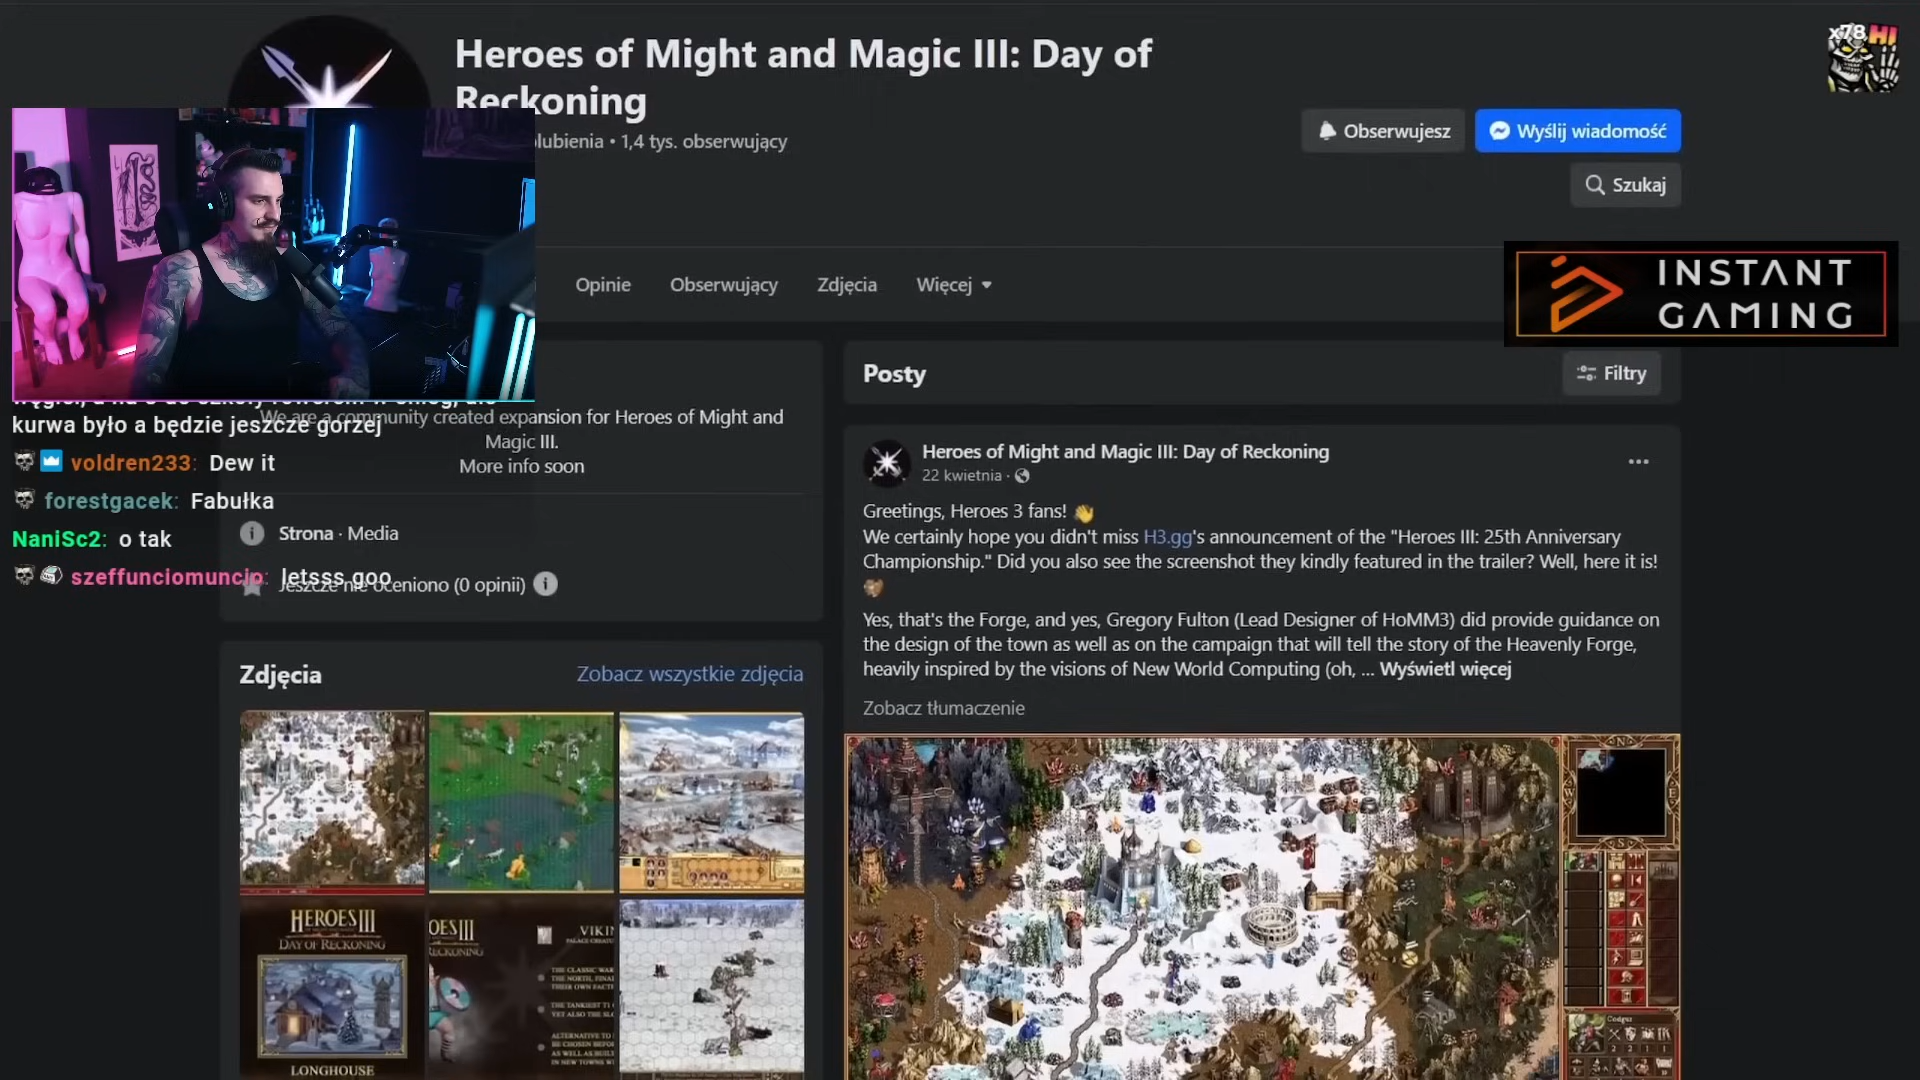 Heroes of Might and Magic III: Day of
Reckoning
olubienia • 1,4 tys. obserwujący
Obserwujesz
Wyślij wiadomość
Szukaj
x78 HI
INSTANT
GAMING
Opinie
Obserwujący
Zdjęcia
Więcej
kurwa było a będzie jeszcze gorzej
voldren233: Dew it
forestgacek: Fabułka
NaniSc2: o tak
szeffunciomuncjo: letsss goo
We are a community created expansion for Heroes of Might and
Magic III.
More info soon
Strona · Media
Jeszcze nie oceniono (0 opinii)
Zdjęcia
Zobacz wszystkie zdjęcia
HEROES III
DAY OF RECKONING
LONGHOUSE
OES III
RECKONING
VIKIN
Posty
Filtry
Heroes of Might and Magic III: Day of Reckoning
22 kwietnia ·
Greetings, Heroes 3 fans! 👋
We certainly hope you didn't miss H3.gg's announcement of the "Heroes III: 25th Anniversary
Championship." Did you also see the screenshot they kindly featured in the trailer? Well, here it is!
Yes, that's the Forge, and yes, Gregory Fulton (Lead Designer of HoMM3) did provide guidance on
the design of the town as well as on the campaign that will tell the story of the Heavenly Forge,
heavily inspired by the visions of New World Computing (oh, ... Wyświetl więcej
Zobacz tłumaczenie